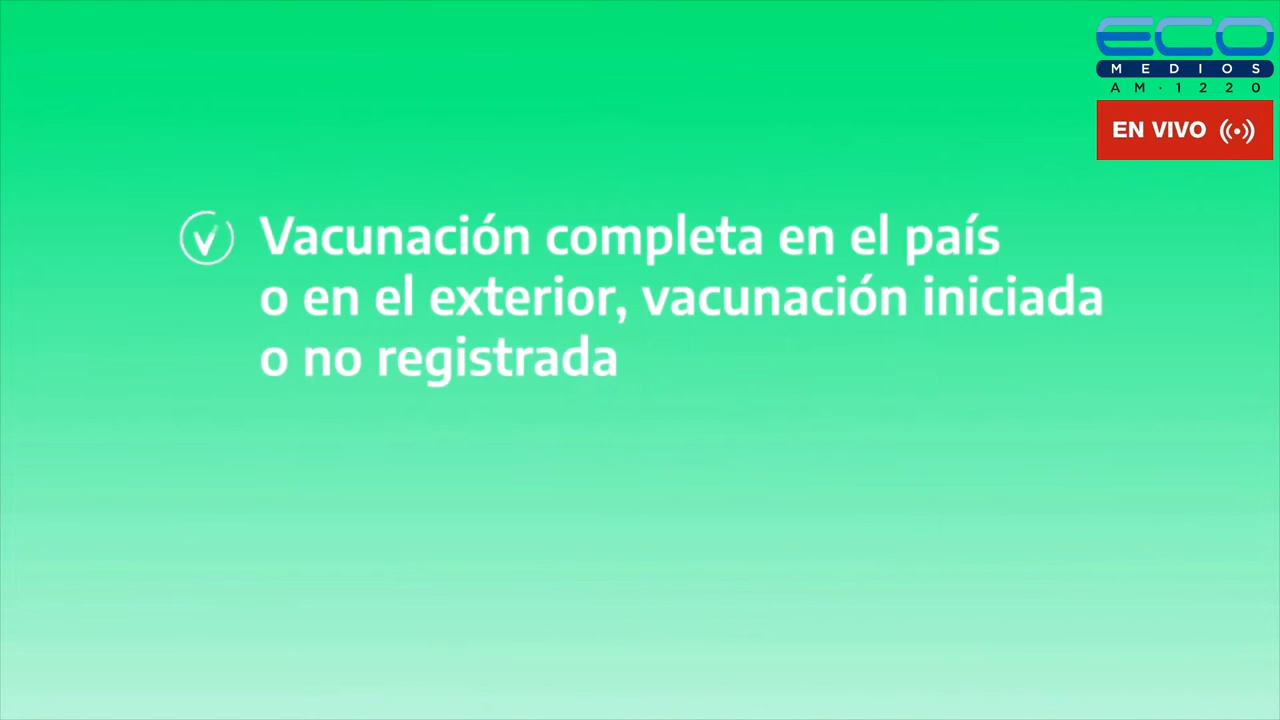 ECO
MEDIOS
AM·1220
EN VIVO
Vacunación completa en el país
o en el exterior, vacunación iniciada
o no registrada